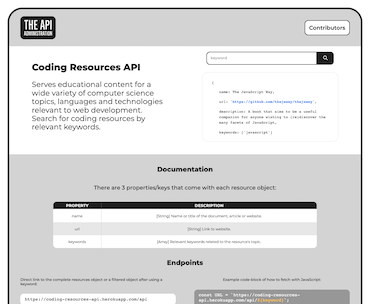 THE API
ADMINISTRATION
Contributors
keyword
Coding Resources API
Serves educational content for a
wide variety of computer science
topics, languages and technologies
relevant to web development.
Search for coding resources by
relevant keywords.
{
name: The JavaScript Way,
url: 'https://github.com/thejsway/thejsway',
description: A book that aims to be a useful
companion for anyone wishing to (re)discover the
many facets of JavaScript,
keywords: ['javascript']
Documentation
There are 3 properties/keys that come with each resource object:
PROPERTY DESCRIPTION
name [String] Name or title of the document, article or website
url [String] Link to website
keywords [Array] Relevant keywords related to the resource's topic
Endpoints
Direct link to the complete resources object or a filtered object after using a
keyword:
https://coding-resources-api.herokuapp.com/api
Example code block of how to fetch with JavaScript:
const URL = `https://coding-resources-
api.herokuapp.com/api/${keyword}`;